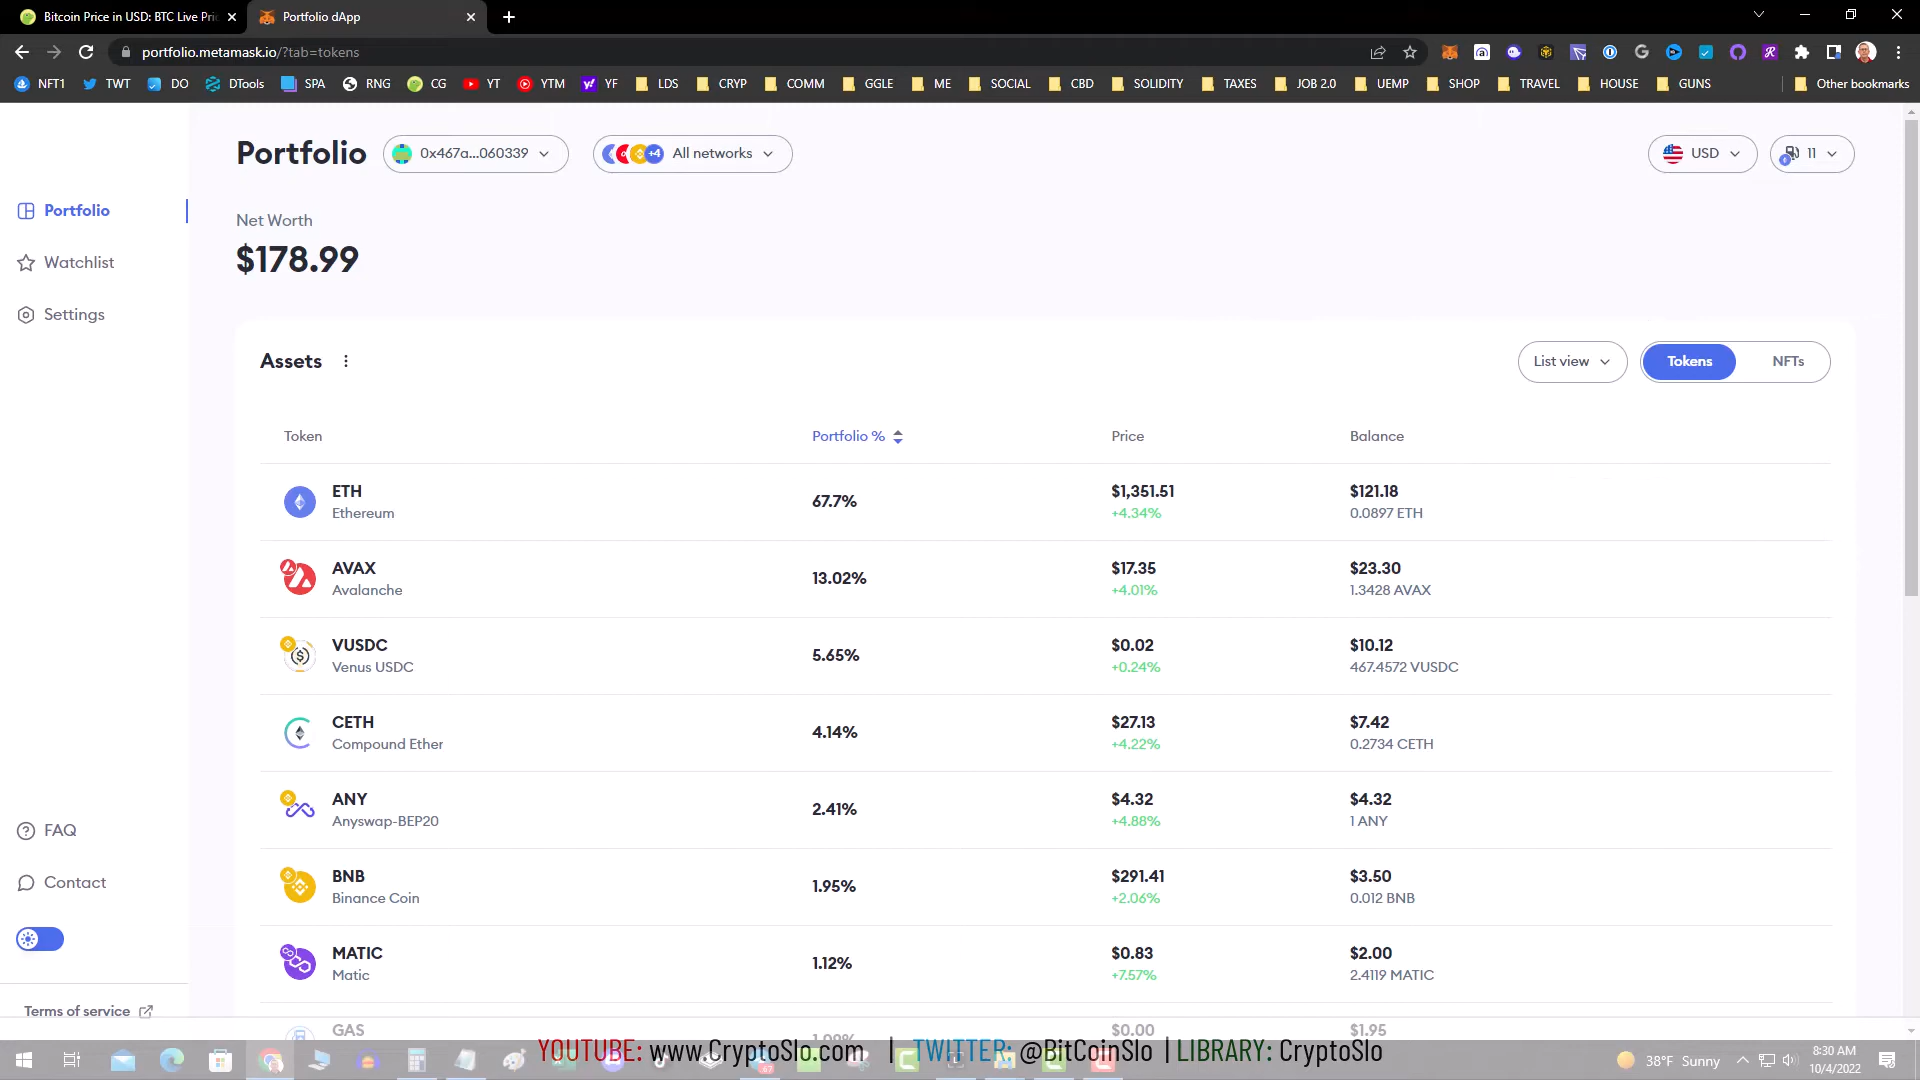 Bitcoin Price in USD: BTC Live Pri
Portfolio dApp
portfolio.metamask.io/?tab=tokens
NFT1 TWT DO DTools SPA RNG CG YT YTM YF LDS CRYP COMM GGLE ME SOCIAL CBD SOLIDITY TAXES JOB 2.0 UEMP SHOP TRAVEL HOUSE GUNS Other bookmarks
Portfolio 0x467a...060339 +4 All networks USD 11
Portfolio
Watchlist
Settings
Net Worth
$178.99
Assets List view Tokens NFTs
Token Portfolio % Price Balance
ETH 67.7% $1,351.51 $121.18
Ethereum +4.34% 0.0897 ETH
AVAX 13.02% $17.35 $23.30
Avalanche +4.01% 1.3428 AVAX
VUSDC 5.65% $0.02 $10.12
Venus USDC +0.24% 467.4572 VUSDC
CETH 4.14% $27.13 $7.42
Compound Ether +4.22% 0.2734 CETH
ANY 2.41% $4.32 $4.32
Anyswap-BEP20 +4.88% 1 ANY
BNB 1.95% $291.41 $3.50
Binance Coin +2.06% 0.012 BNB
MATIC 1.12% $0.83 $2.00
Matic +7.57% 2.4119 MATIC
GAS $0.00 $1.95
FAQ
Contact
Terms of service
YOUTUBE: www.CryptoSlo.com | TWITTER: @BitCoinSlo | LIBRARY: CryptoSlo
38°F Sunny
8:30 AM
10/4/2022